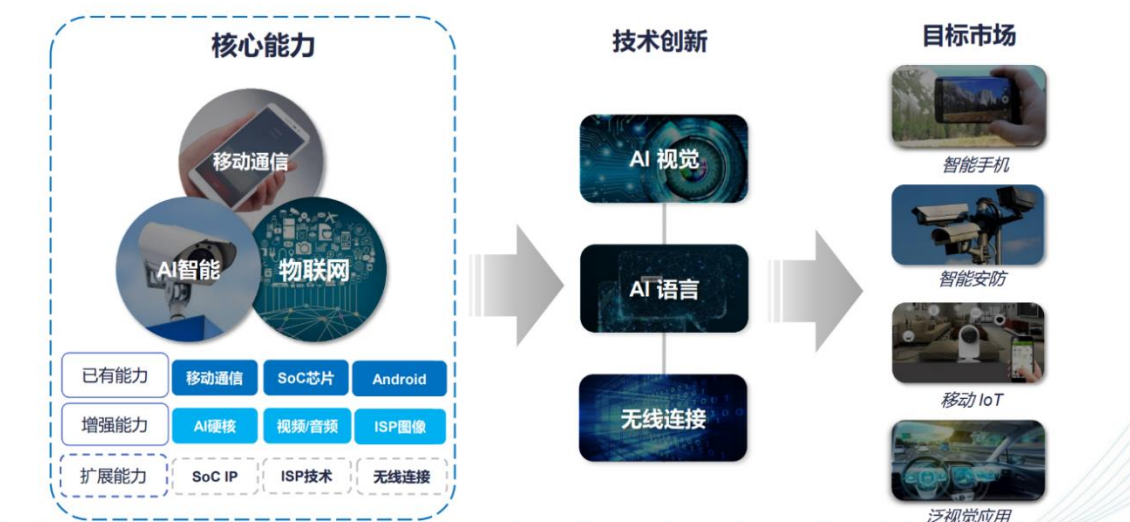 核心能力
移动通信
AI智能
物联网
已有能力 移动通信 SoC芯片 Android
增强能力 AI硬核 视频/音频 ISP图像
扩展能力 SoC IP ISP技术 无线连接
技术创新
AI 视觉
AI 语言
无线连接
目标市场
智能手机
智能安防
移动 IoT
泛视觉应用